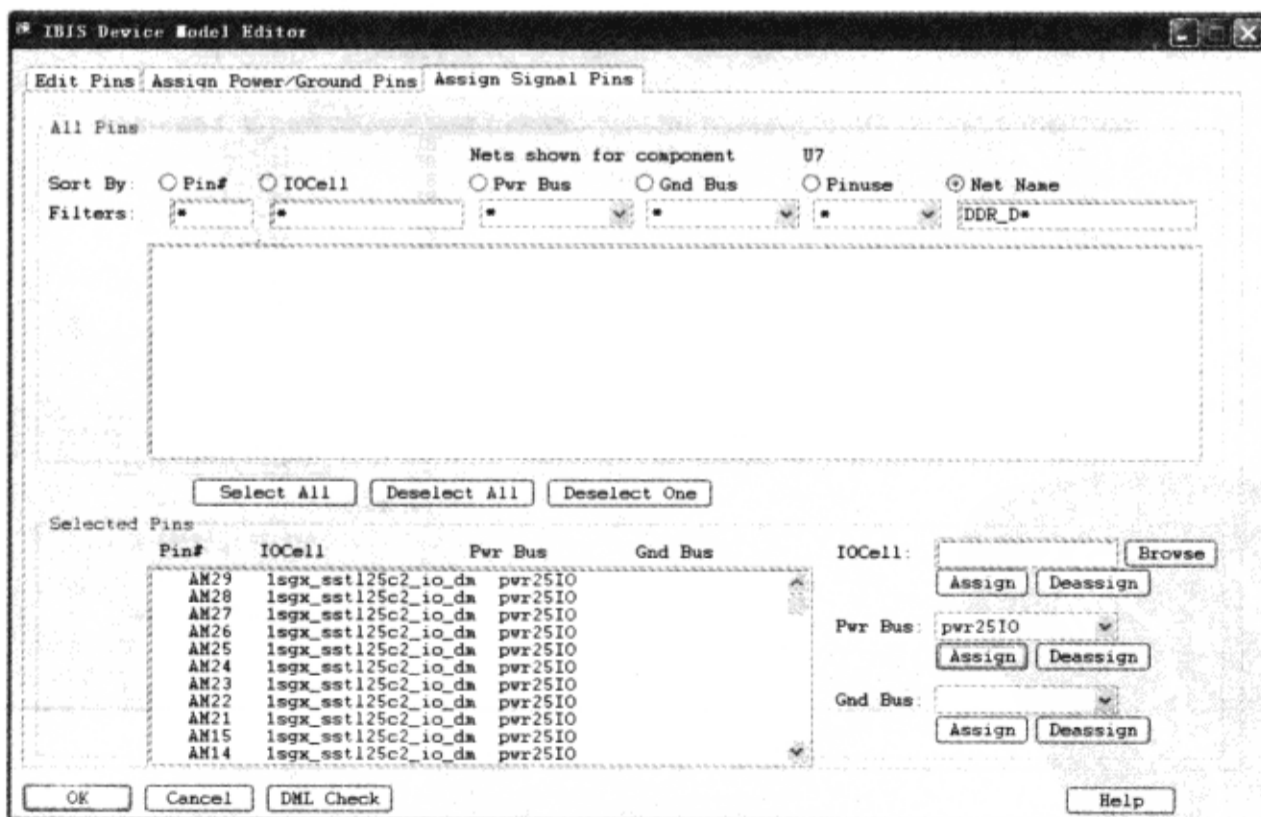 IBIS Device Model Editor
Edit Pins Assign Power/Ground Pins Assign Signal Pins
All Pins
Nets shown for component U7
Sort By: Pin# IOCell Pwr Bus Gnd Bus Pinuse Net Name
Filters: * * * * * DDR_D*
Select All Deselect All Deselect One
Selected Pins
Pin# IOCell Pwr Bus Gnd Bus
AM29 1sgx_sstl25c2_io_dm pwr25IO
AM28 1sgx_sstl25c2_io_dm pwr25IO
AM27 1sgx_sstl25c2_io_dm pwr25IO
AM26 1sgx_sstl25c2_io_dm pwr25IO
AM25 1sgx_sstl25c2_io_dm pwr25IO
AM24 1sgx_sstl25c2_io_dm pwr25IO
AM23 1sgx_sstl25c2_io_dm pwr25IO
AM22 1sgx_sstl25c2_io_dm pwr25IO
AM21 1sgx_sstl25c2_io_dm pwr25IO
AM15 1sgx_sstl25c2_io_dm pwr25IO
AM14 1sgx_sstl25c2_io_dm pwr25IO
IOCell: Browse
Assign Deassign
Pwr Bus: pwr25IO
Assign Deassign
Gnd Bus:
Assign Deassign
OK Cancel DML Check Help